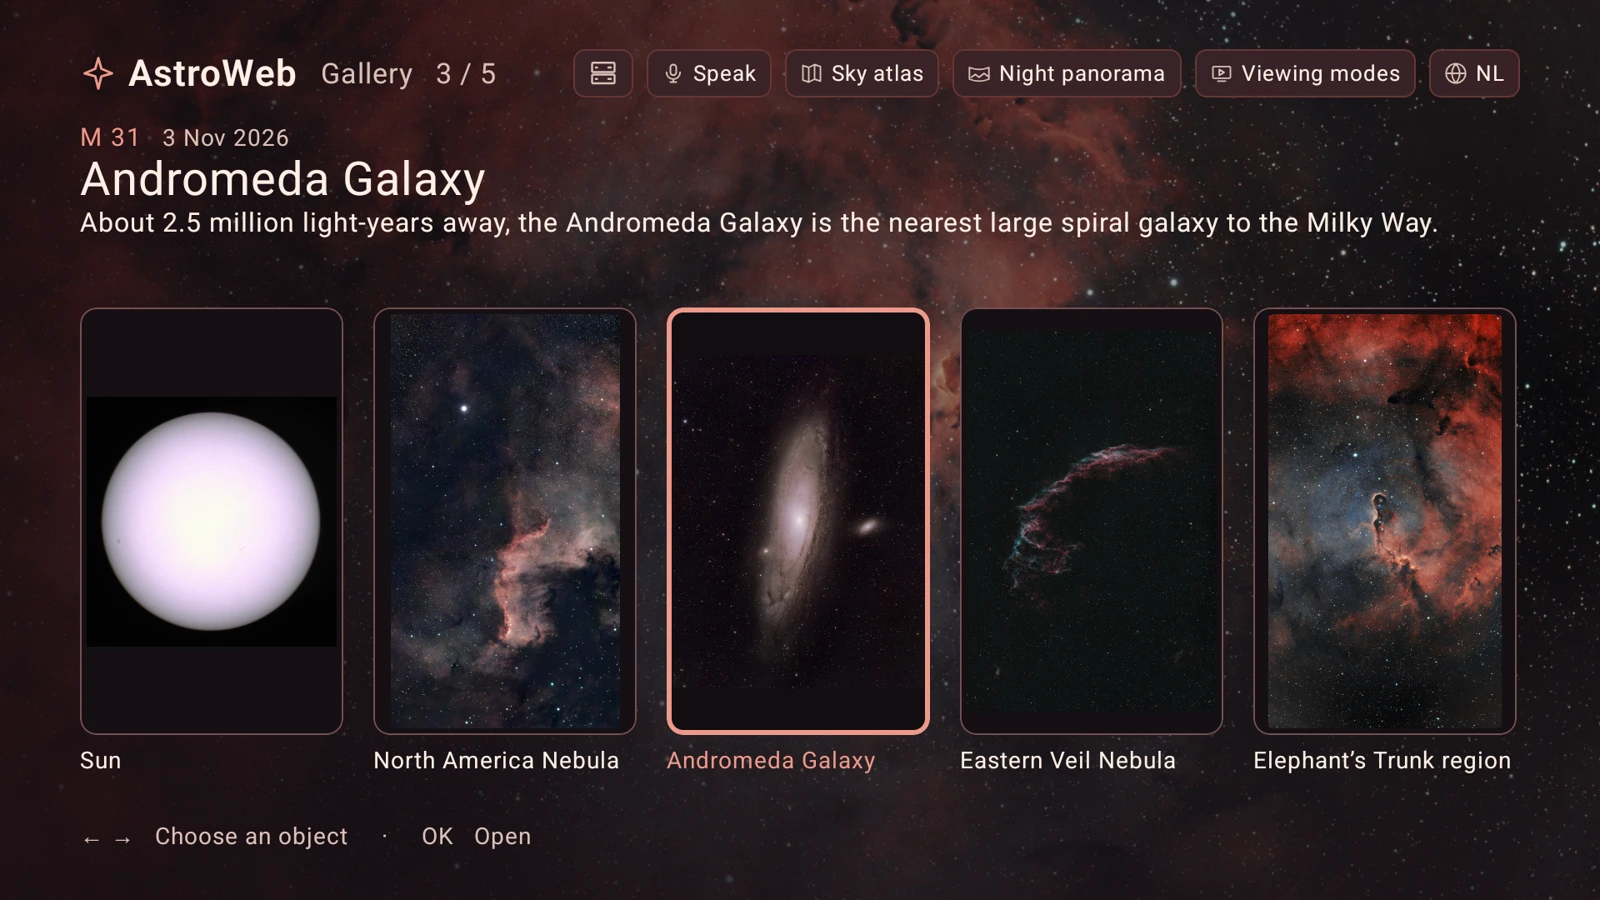 AstroWeb Gallery 3 / 5 Speak Sky atlas Night panorama Viewing modes NL
M 31 · 3 Nov 2026
Andromeda Galaxy
About 2.5 million light-years away, the Andromeda Galaxy is the nearest large spiral galaxy to the Milky Way.
Sun
North America Nebula
Andromeda Galaxy
Eastern Veil Nebula
Elephant’s Trunk region
← → Choose an object · OK Open